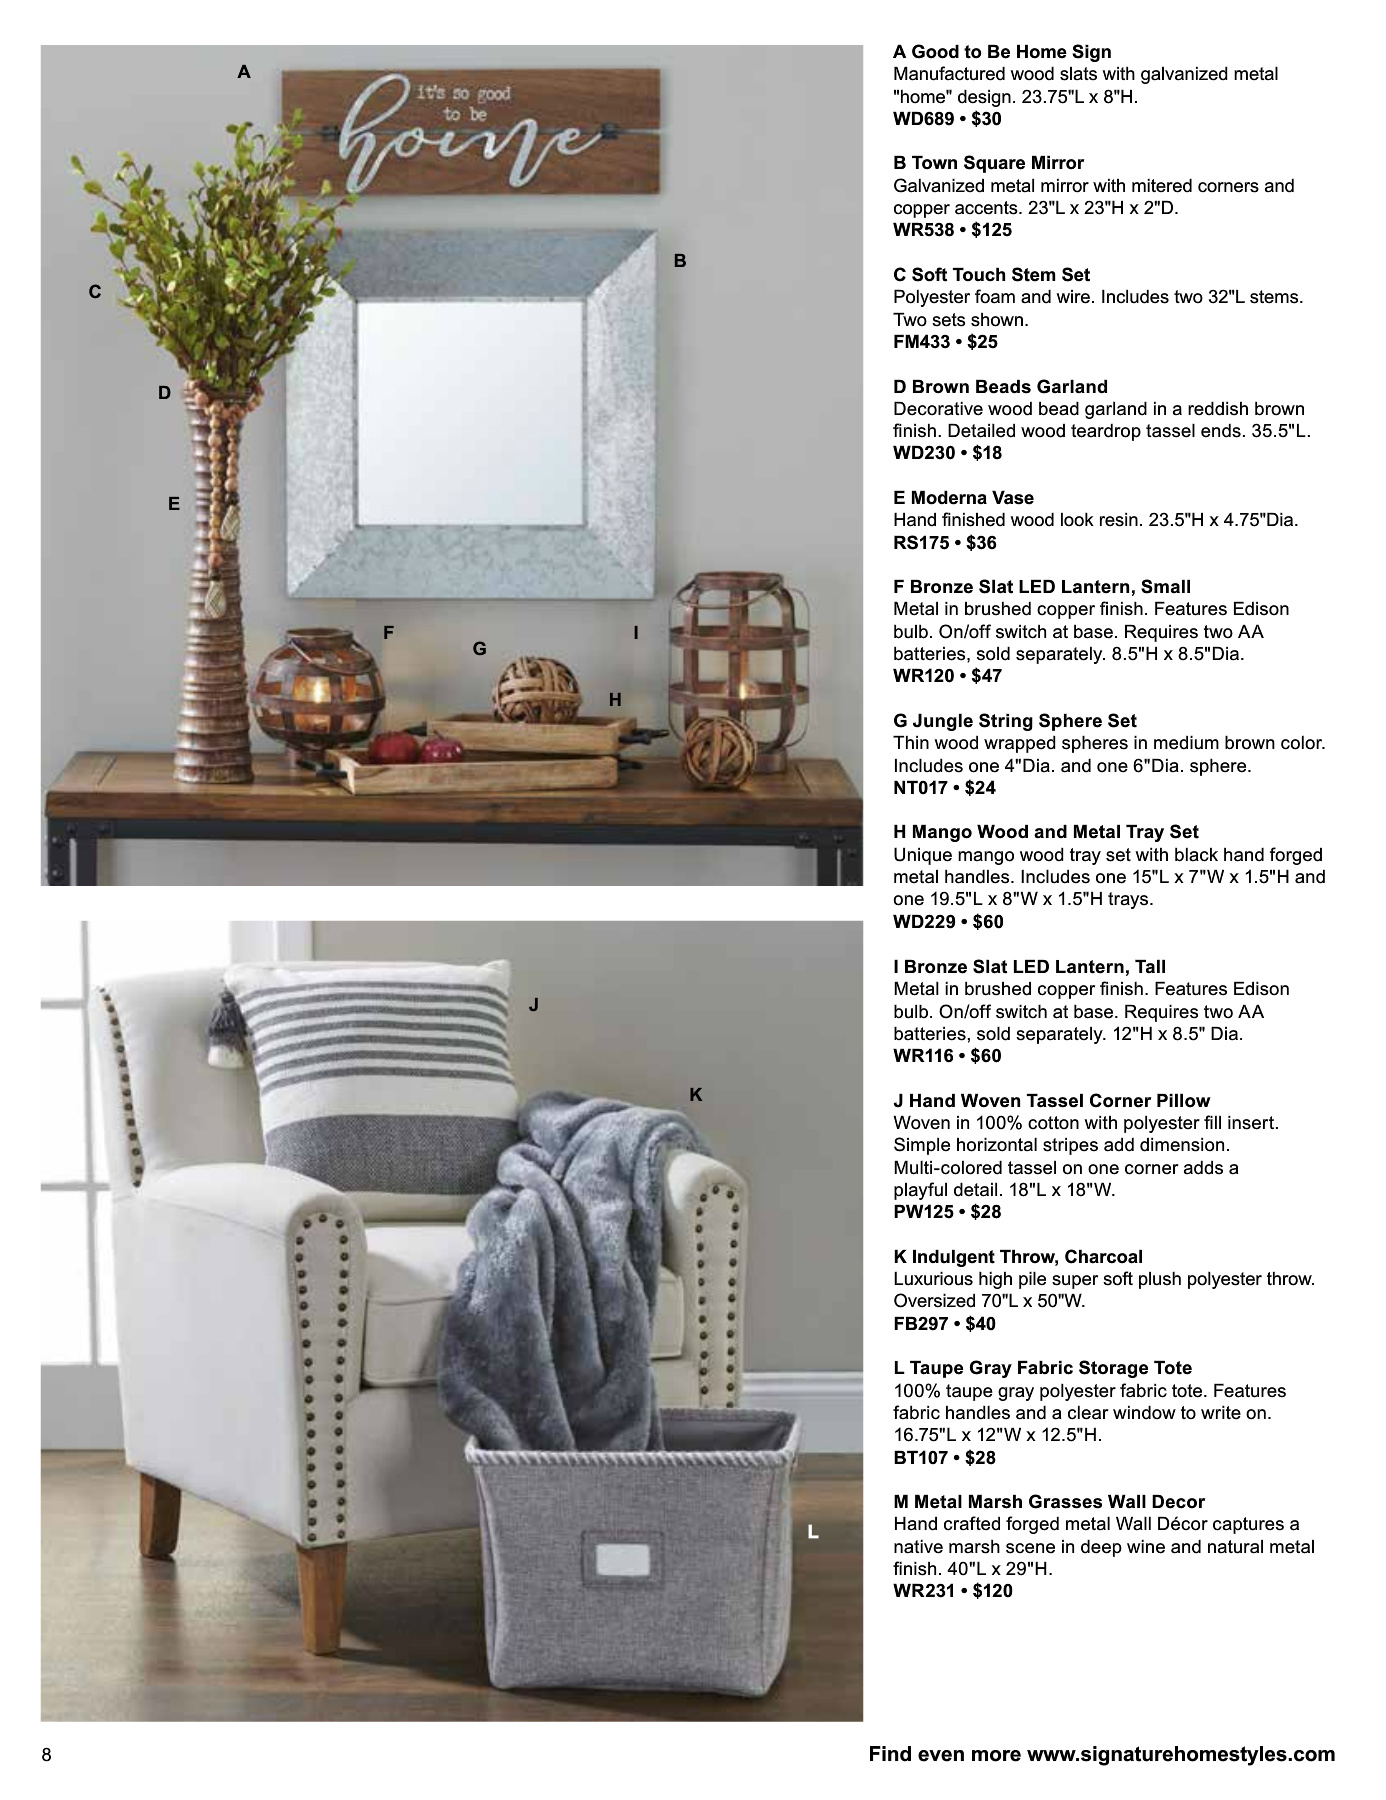 A
it's so good
to be
home
B
C
D
E
F
G
H
I
J
K
L
A Good to Be Home Sign
Manufactured wood slats with galvanized metal
"home" design. 23.75"L x 8"H.
WD689 • $30
B Town Square Mirror
Galvanized metal mirror with mitered corners and
copper accents. 23"L x 23"H x 2"D.
WR538 • $125
C Soft Touch Stem Set
Polyester foam and wire. Includes two 32"L stems.
Two sets shown.
FM433 • $25
D Brown Beads Garland
Decorative wood bead garland in a reddish brown
finish. Detailed wood teardrop tassel ends. 35.5"L.
WD230 • $18
E Moderna Vase
Hand finished wood look resin. 23.5"H x 4.75"Dia.
RS175 • $36
F Bronze Slat LED Lantern, Small
Metal in brushed copper finish. Features Edison
bulb. On/off switch at base. Requires two AA
batteries, sold separately. 8.5"H x 8.5"Dia.
WR120 • $47
G Jungle String Sphere Set
Thin wood wrapped spheres in medium brown color.
Includes one 4"Dia. and one 6"Dia. sphere.
NT017 • $24
H Mango Wood and Metal Tray Set
Unique mango wood tray set with black hand forged
metal handles. Includes one 15"L x 7"W x 1.5"H and
one 19.5"L x 8"W x 1.5"H trays.
WD229 • $60
I Bronze Slat LED Lantern, Tall
Metal in brushed copper finish. Features Edison
bulb. On/off switch at base. Requires two AA
batteries, sold separately. 12"H x 8.5" Dia.
WR116 • $60
J Hand Woven Tassel Corner Pillow
Woven in 100% cotton with polyester fill insert.
Simple horizontal stripes add dimension.
Multi-colored tassel on one corner adds a
playful detail. 18"L x 18"W.
PW125 • $28
K Indulgent Throw, Charcoal
Luxurious high pile super soft plush polyester throw.
Oversized 70"L x 50"W.
FB297 • $40
L Taupe Gray Fabric Storage Tote
100% taupe gray polyester fabric tote. Features
fabric handles and a clear window to write on.
16.75"L x 12"W x 12.5"H.
BT107 • $28
M Metal Marsh Grasses Wall Decor
Hand crafted forged metal Wall Décor captures a
native marsh scene in deep wine and natural metal
finish. 40"L x 29"H.
WR231 • $120
8
Find even more www.signaturehomestyles.com